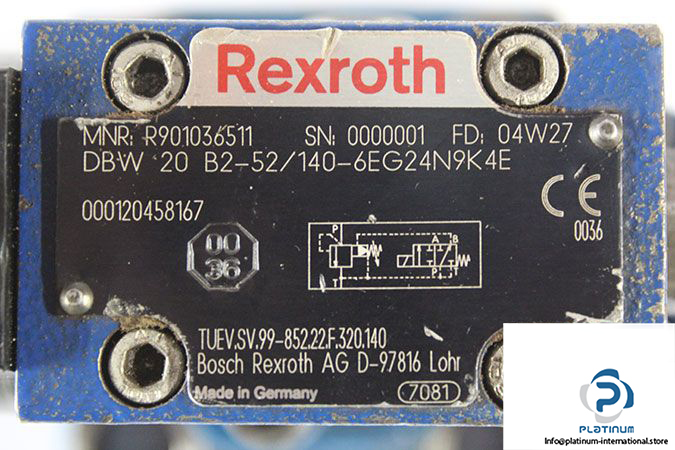 Rexroth
MNR: R901036511 SN: 0000001 FD: 04W27
DBW 20 B2-52/140-6EG24N9K4E
000120458167
CE
0036
00
36
P
A B
P T
T
TUEV.SV.99-852.22.F.320.140
Bosch Rexroth AG D-97816 Lohr
Made in Germany
7081
PLATINUM
Info@platinum-international.store